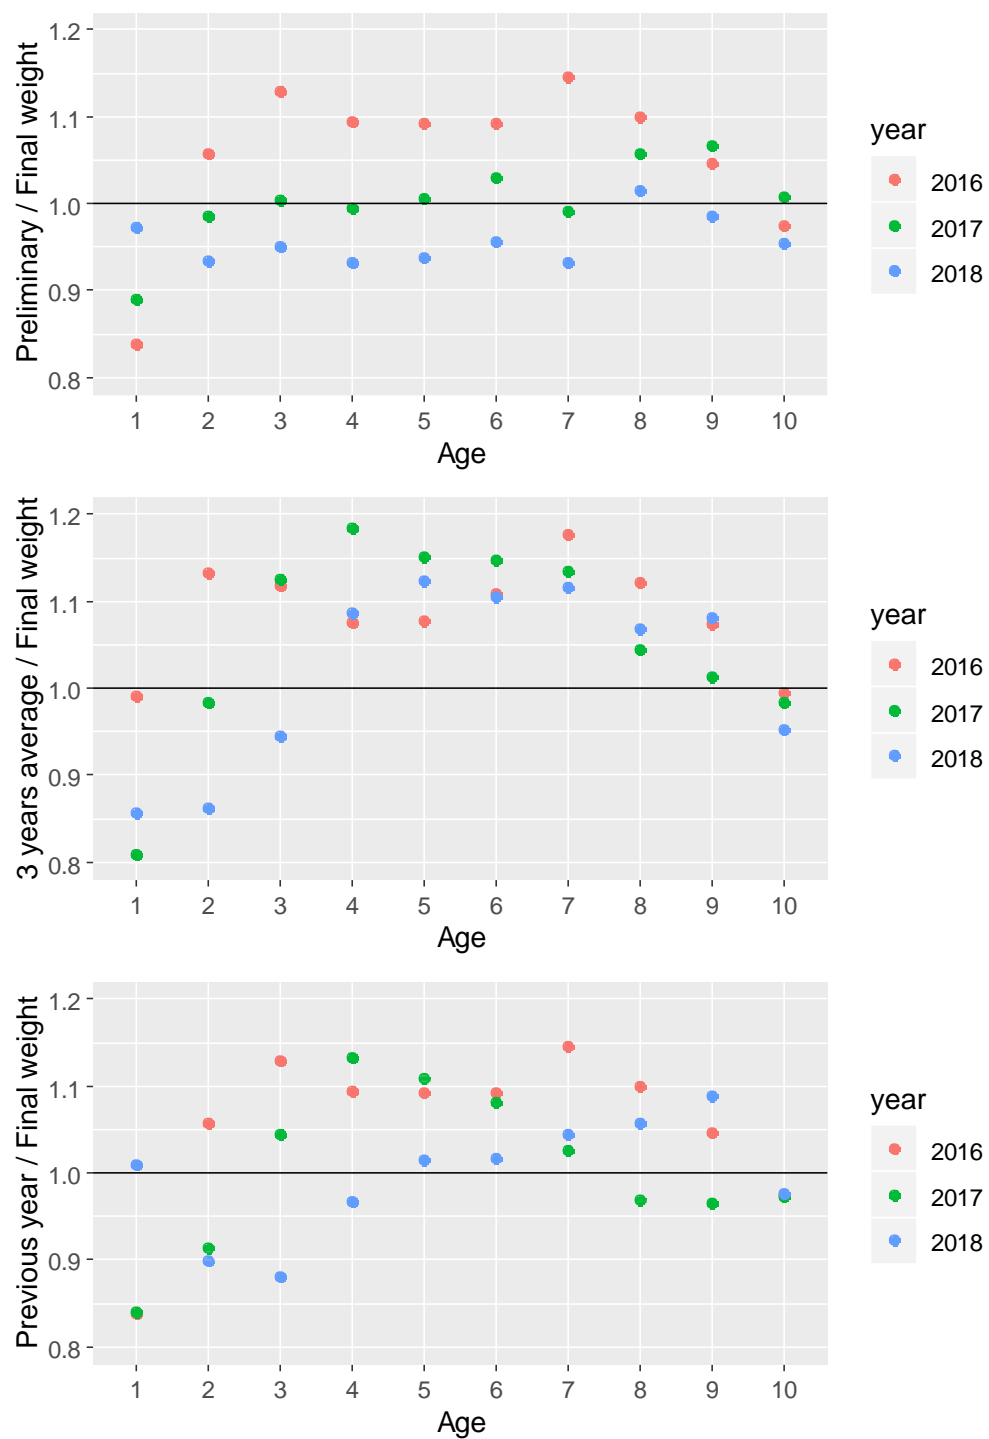 Preliminary / Final weight
1.2
1.1
1.0
0.9
0.8
1 2 3 4 5 6 7 8 9 10
Age
year
2016
2017
2018
3 years average / Final weight
1.2
1.1
1.0
0.9
0.8
1 2 3 4 5 6 7 8 9 10
Age
year
2016
2017
2018
Previous year / Final weight
1.2
1.1
1.0
0.9
0.8
1 2 3 4 5 6 7 8 9 10
Age
year
2016
2017
2018